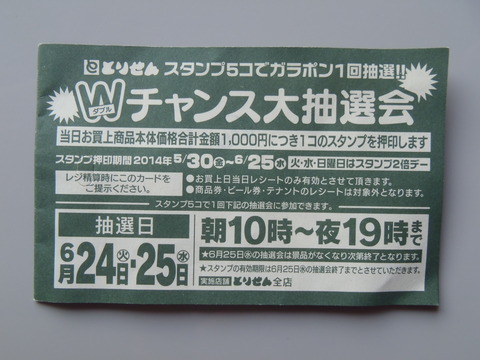 とりせん スタンプ5コでガラポン1回抽選!!
W ダブル チャンス大抽選会
当日お買上商品本体価格合計金額1,000円につき1コのスタンプを押印します
スタンプ押印期間 2014年5/30金〜6/25水 火・水・日曜日はスタンプ2倍デー
レジ精算時にこのカードをご提示ください。
●お買上日当日レシートのみ有効とさせて頂きます。
●商品券・ビール券・テナントのレシートは対象外となります。
スタンプ5コで1回下記の抽選会に参加できます。
抽選日
6月24日火・25日水
朝10時〜夜19時まで
★6月25日水の抽選会は景品がなくなり次第終了となります。
★スタンプの有効期限は6月25日水の抽選会終了までとさせていただきます。
実施店舗 とりせん全店